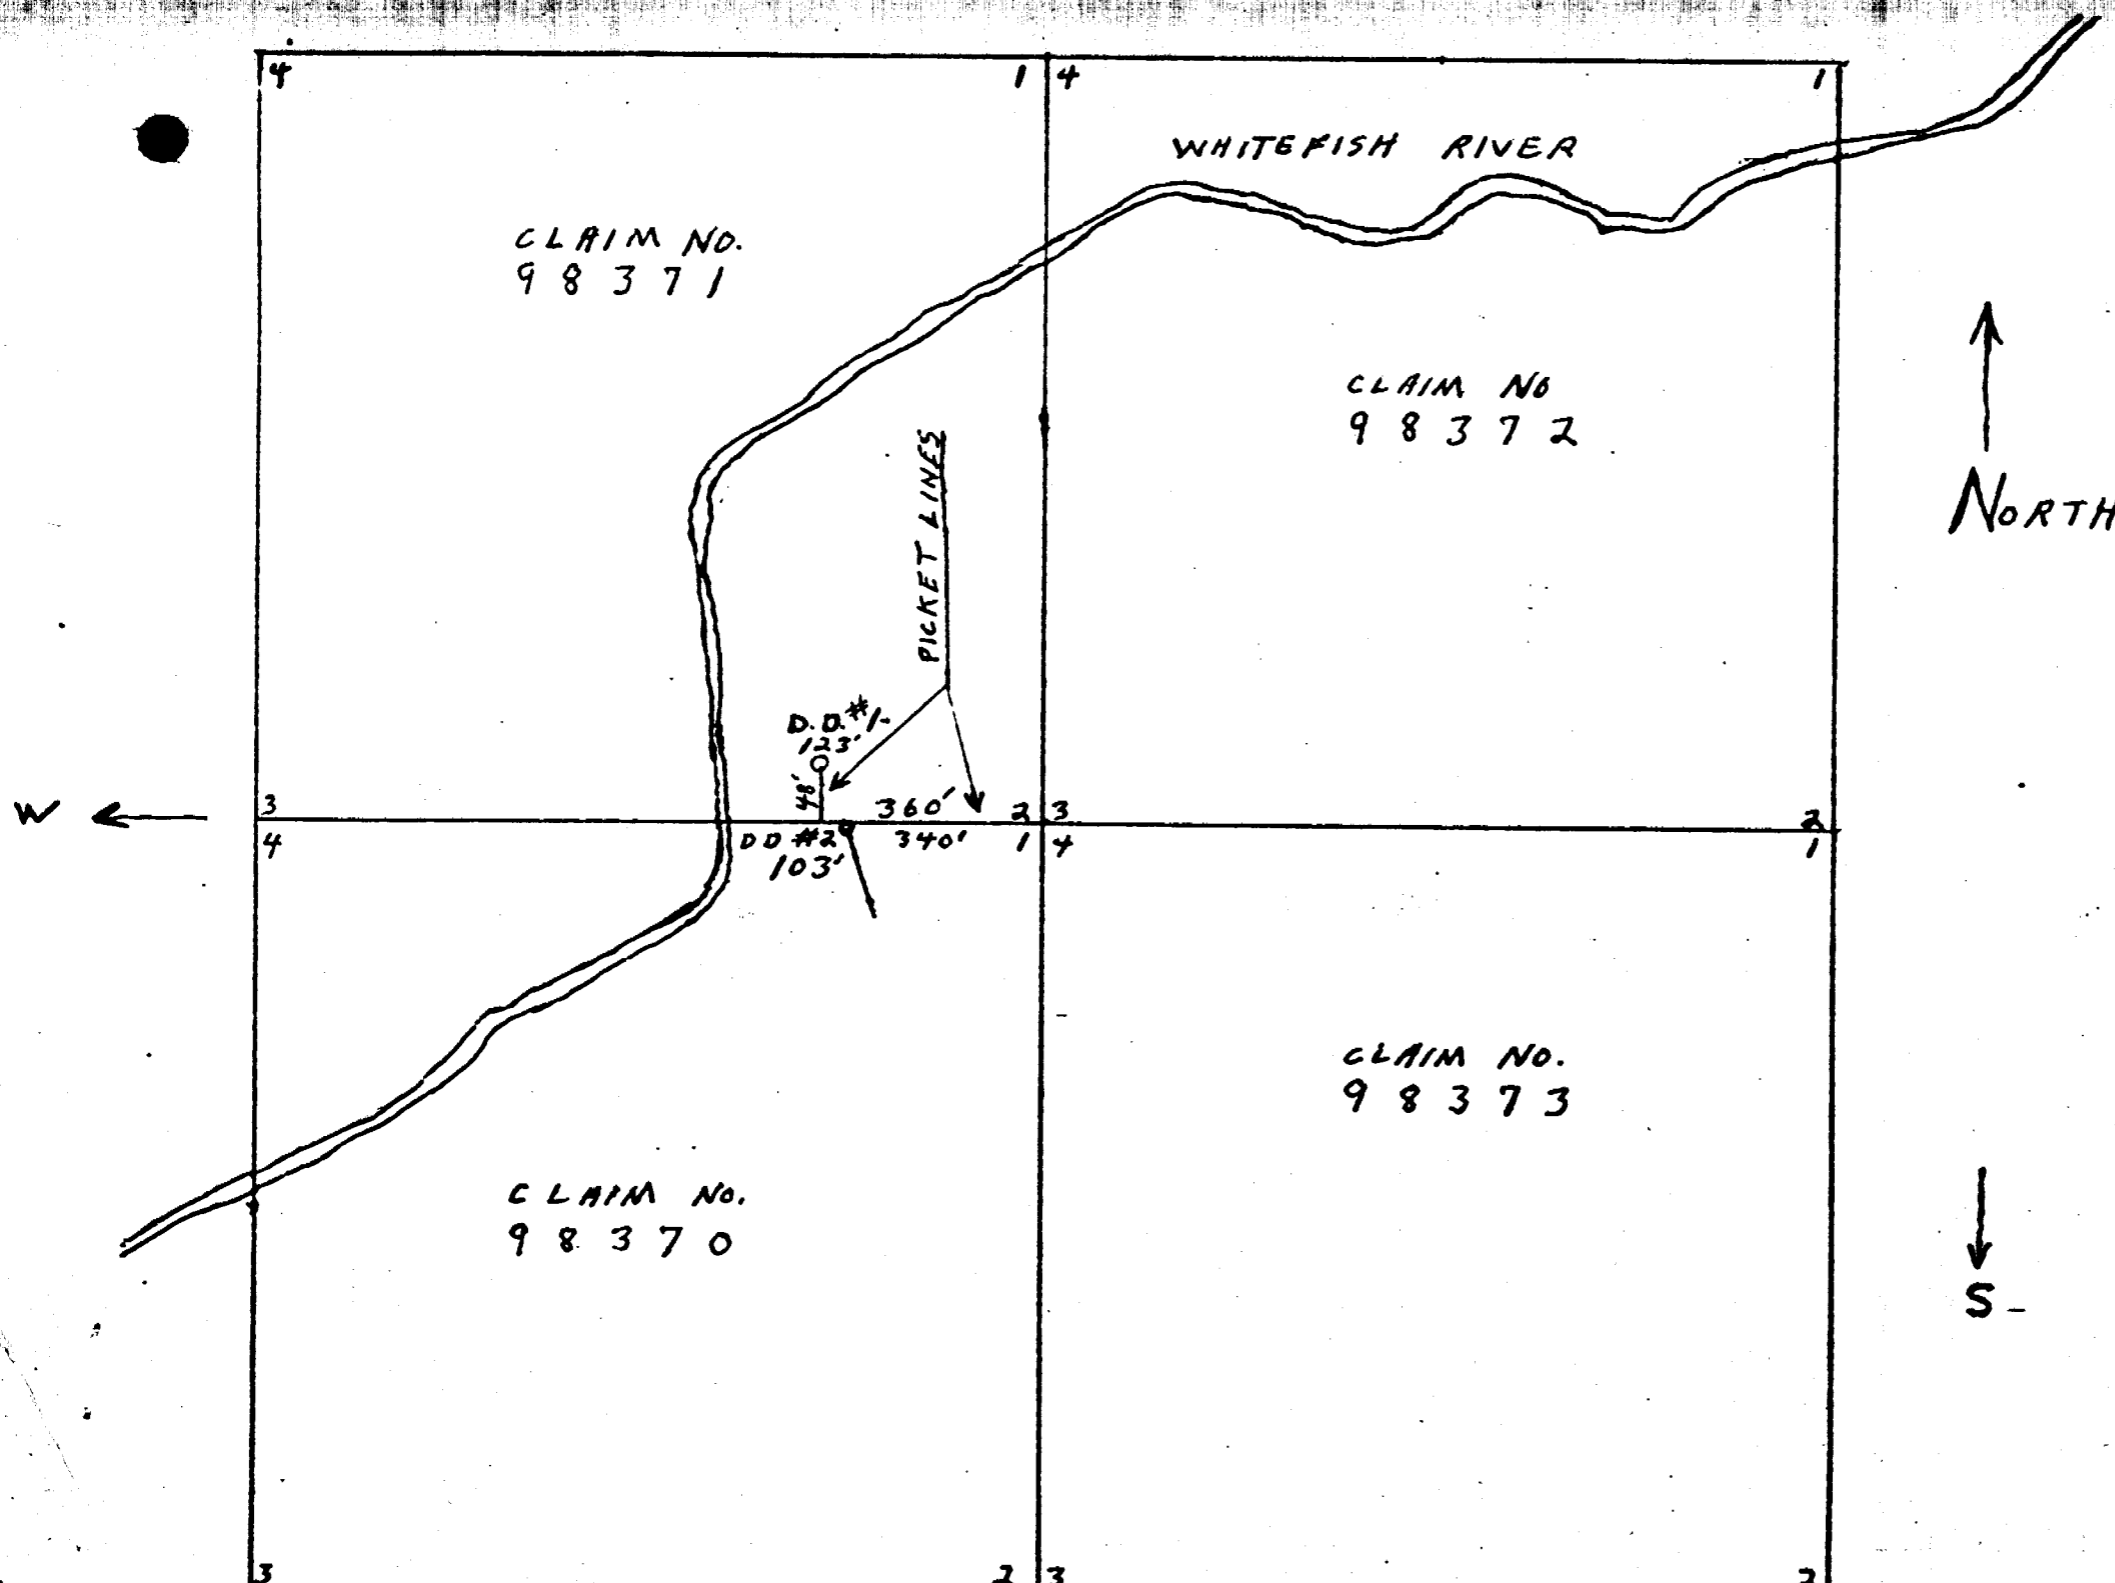 4 1 4 1
WHITEFISH RIVER
CLAIM NO.
98371
CLAIM NO
98372
PICKET LINES
NORTH
D.D.#1-
123'
48'
W
3 360' 2 3 2
4 DD #2 340' 1 4 1
103'
CLAIM NO.
98373
CLAIM NO.
98370
S-
3 2 3 2